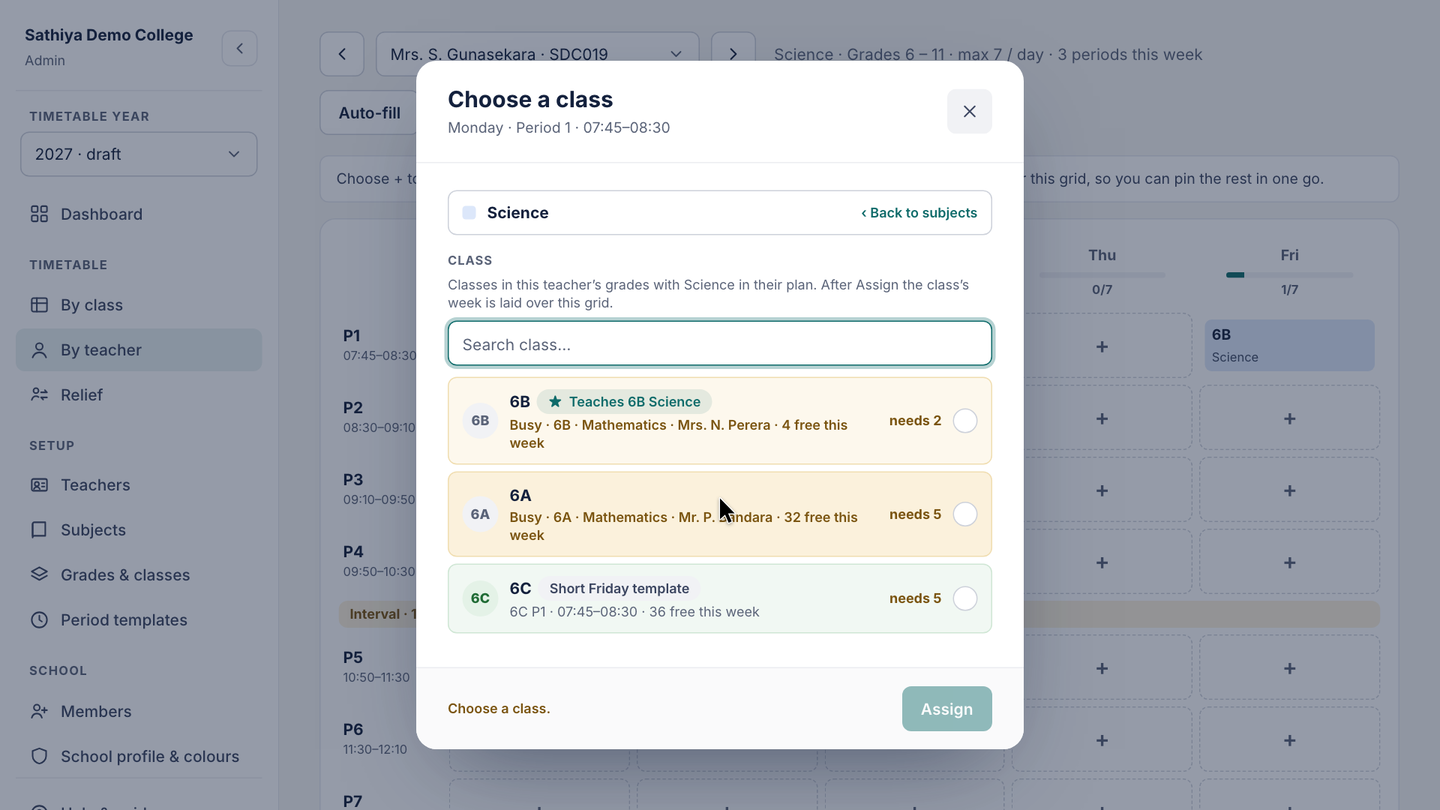 Sathiya Demo College
Admin
TIMETABLE YEAR
2027 · draft
Dashboard
TIMETABLE
By class
By teacher
Relief
SETUP
Teachers
Subjects
Grades & classes
Period templates
SCHOOL
Members
School profile & colours
Mrs. S. Gunasekara · SDC019
Science · Grades 6 – 11 · max 7 / day · 3 periods this week
Auto-fill
Choose + to
this grid, so you can pin the rest in one go.
Thu
Fri
0/7
1/7
P1
07:45–08:30
6B
Science
P2
08:30–09:10
P3
09:10–09:50
P4
09:50–10:30
Interval · 1
P5
10:50–11:30
P6
11:30–12:10
P7
Choose a class
Monday · Period 1 · 07:45–08:30
Science
‹ Back to subjects
CLASS
Classes in this teacher’s grades with Science in their plan. After Assign the class’s
week is laid over this grid.
Search class...
6B
6B
Teaches 6B Science
Busy · 6B · Mathematics · Mrs. N. Perera · 4 free this
week
needs 2
6A
6A
Busy · 6A · Mathematics · Mr. P. · 32 free this
week
needs 5
6C
6C
Short Friday template
6C P1 · 07:45–08:30 · 36 free this week
needs 5
Choose a class.
Assign